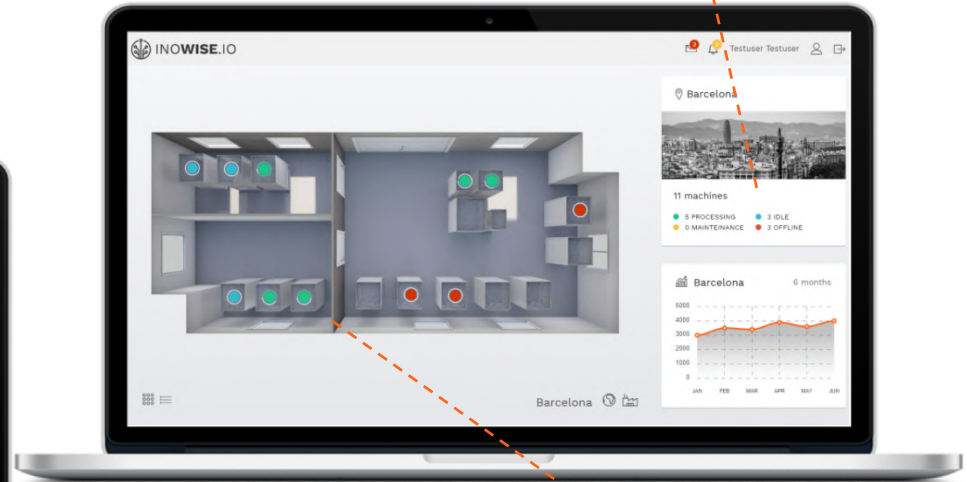 INOWISE.IO
3
Testuser Testuser
Barcelona
11 machines
5 PROCESSING
3 IDLE
0 MAINTEINANCE
3 OFFLINE
Barcelona
6 months
5000
4000
3000
2000
1000
0
JAN FEB MAR APR MAY JUN
Barcelona